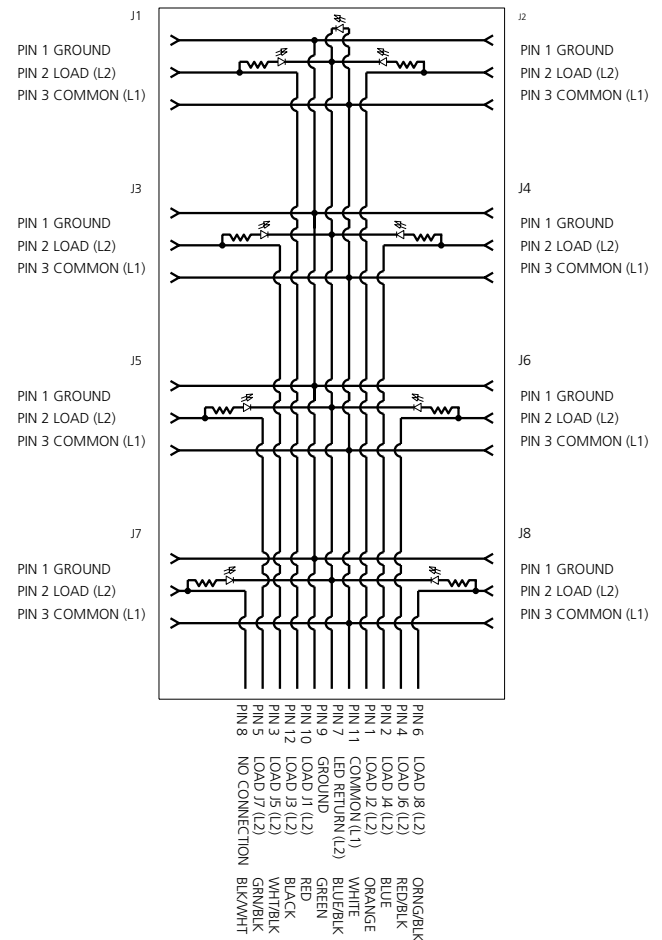 J1
J2
PIN 1 GROUND
PIN 2 LOAD (L2)
PIN 3 COMMON (L1)
PIN 1 GROUND
PIN 2 LOAD (L2)
PIN 3 COMMON (L1)
J3
J4
PIN 1 GROUND
PIN 2 LOAD (L2)
PIN 3 COMMON (L1)
PIN 1 GROUND
PIN 2 LOAD (L2)
PIN 3 COMMON (L1)
J5
J6
PIN 1 GROUND
PIN 2 LOAD (L2)
PIN 3 COMMON (L1)
PIN 1 GROUND
PIN 2 LOAD (L2)
PIN 3 COMMON (L1)
J7
J8
PIN 1 GROUND
PIN 2 LOAD (L2)
PIN 3 COMMON (L1)
PIN 1 GROUND
PIN 2 LOAD (L2)
PIN 3 COMMON (L1)
PIN 6 LOAD J8 (L2) ORNG/BLK
PIN 4 LOAD J6 (L2) RED/BLK
PIN 2 LOAD J4 (L2) BLUE
PIN 1 LOAD J2 (L2) ORANGE
PIN 11 COMMON (L1) WHITE
PIN 7 LED RETURN (L2) BLUE/BLK
PIN 9 GROUND GREEN
PIN 10 LOAD J1 (L2) RED
PIN 12 LOAD J3 (L2) BLACK
PIN 3 LOAD J5 (L2) WHT/BLK
PIN 5 LOAD J7 (L2) GRN/BLK
PIN 8 NO CONNECTION BLK/WHT